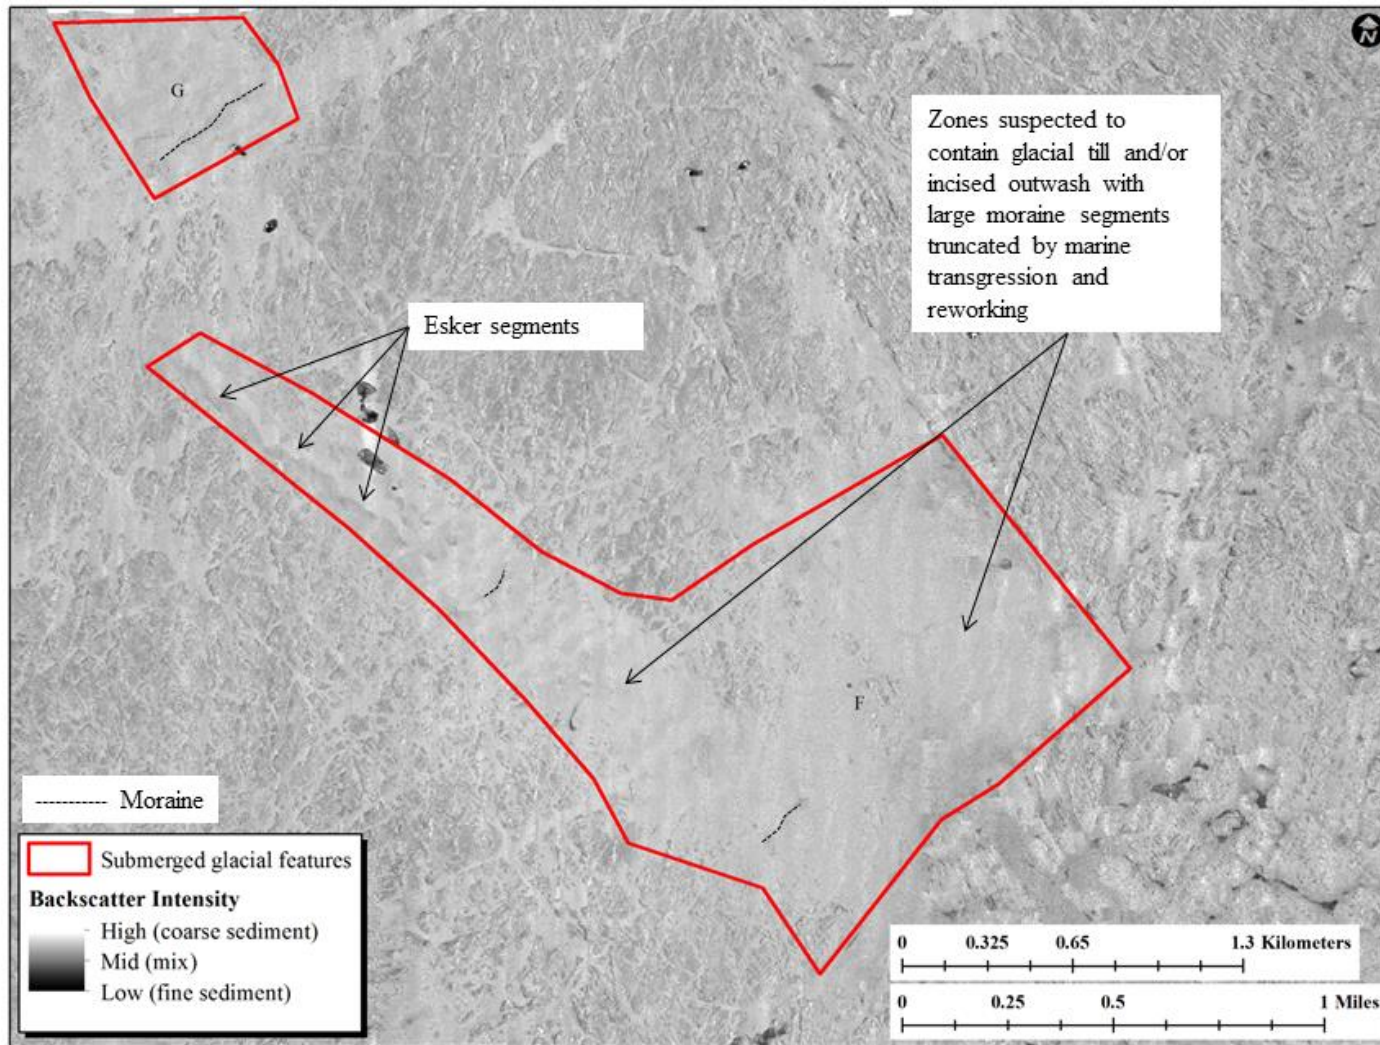 N
G
Zones suspected to
contain glacial till and/or
incised outwash with
large moraine segments
truncated by marine
transgression and
reworking
Esker segments
F
Moraine
Submerged glacial features
Backscatter Intensity
High (coarse sediment)
Mid (mix)
Low (fine sediment)
0 0.325 0.65 1.3 Kilometers
0 0.25 0.5 1 Miles